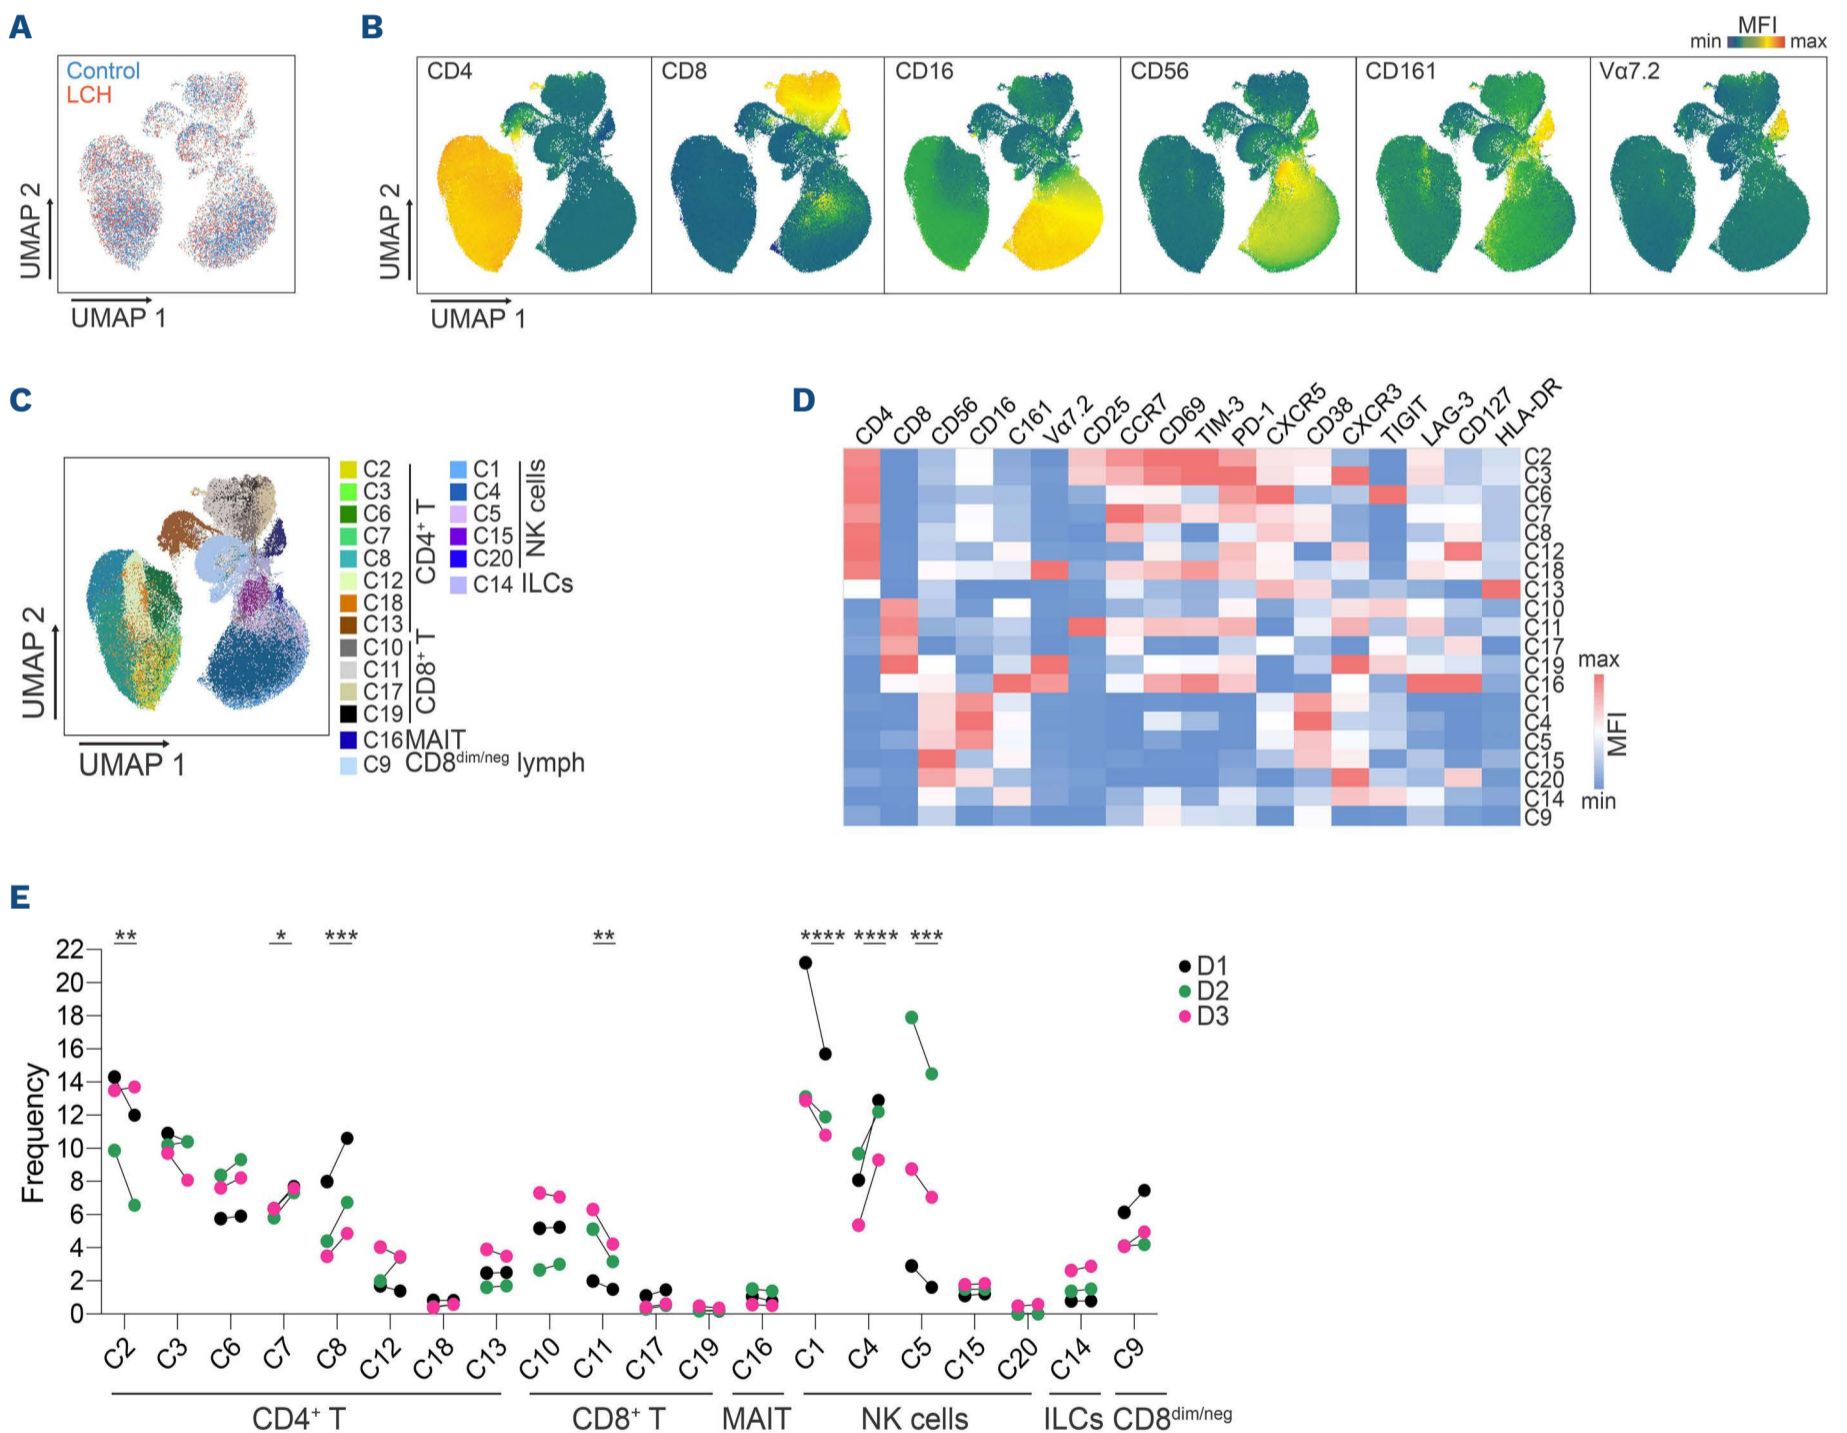 A
Control
LCH
UMAP 2
UMAP 1
B
MFI
min max
CD4
CD8
CD16
CD56
CD161
Vα7.2
UMAP 2
UMAP 1
C
UMAP 2
UMAP 1
C2
C3
C6
C7
C8
C12
C18
C13
CD4⁺ T
C10
C11
C17
C19
CD8⁺ T
C16 MAIT
C9 CD8dim/neg lymph
C1
C4
C5
C15
C20
NK cells
C14 ILCs
D
CD4 CD8 CD56 CD16 C161 Vα7.2 CD25 CCR7 CD69 TIM-3 PD-1 CXCR5 CD38 CXCR3 TIGIT LAG-3 CD127 HLA-DR
C2
C3
C6
C7
C8
C12
C18
C13
C10
C11
C17
C19
C16
C1
C4
C5
C15
C20
C14
C9
max
MFI
min
E
** * *** ** **** **** ***
Frequency
22
20
18
16
14
12
10
8
6
4
2
0
D1
D2
D3
C2 C3 C6 C7 C8 C12 C18 C13 C10 C11 C17 C19 C16 C1 C4 C5 C15 C20 C14 C9
CD4⁺ T CD8⁺ T MAIT NK cells ILCs CD8dim/neg